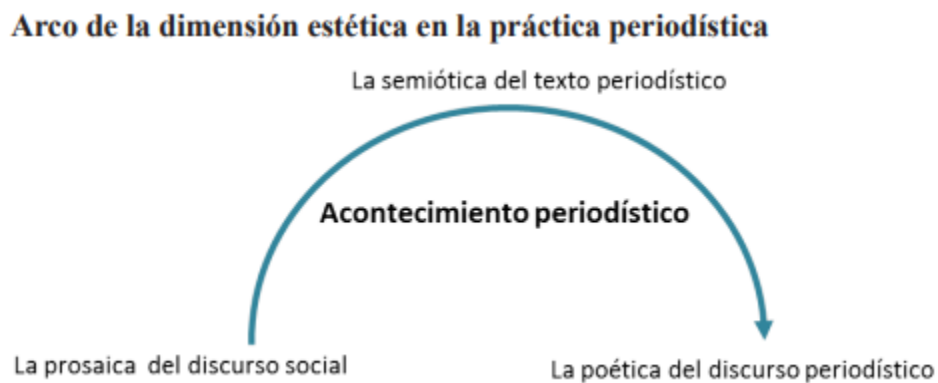 Arco de la dimensión estética en la práctica periodística
La semiótica del texto periodístico
Acontecimiento periodístico
La prosaica del discurso social
La poética del discurso periodístico